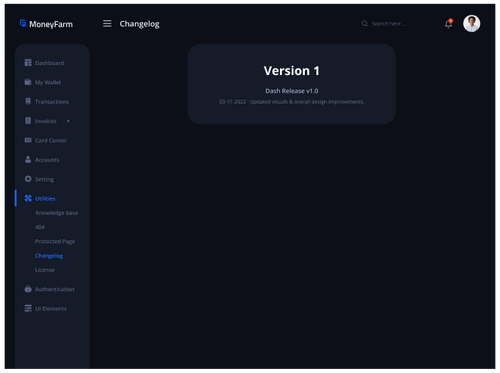 MoneyFarm
Changelog
Search here...
Dashboard
My Wallet
Transactions
Invoices
Card Center
Accounts
Setting
Utilities
Knowledge base
404
Protected Page
Changelog
License
Authentication
UI Elements
Version 1
Dash Release v1.0
03-11-2022 - Updated visuals & overall design improvements.